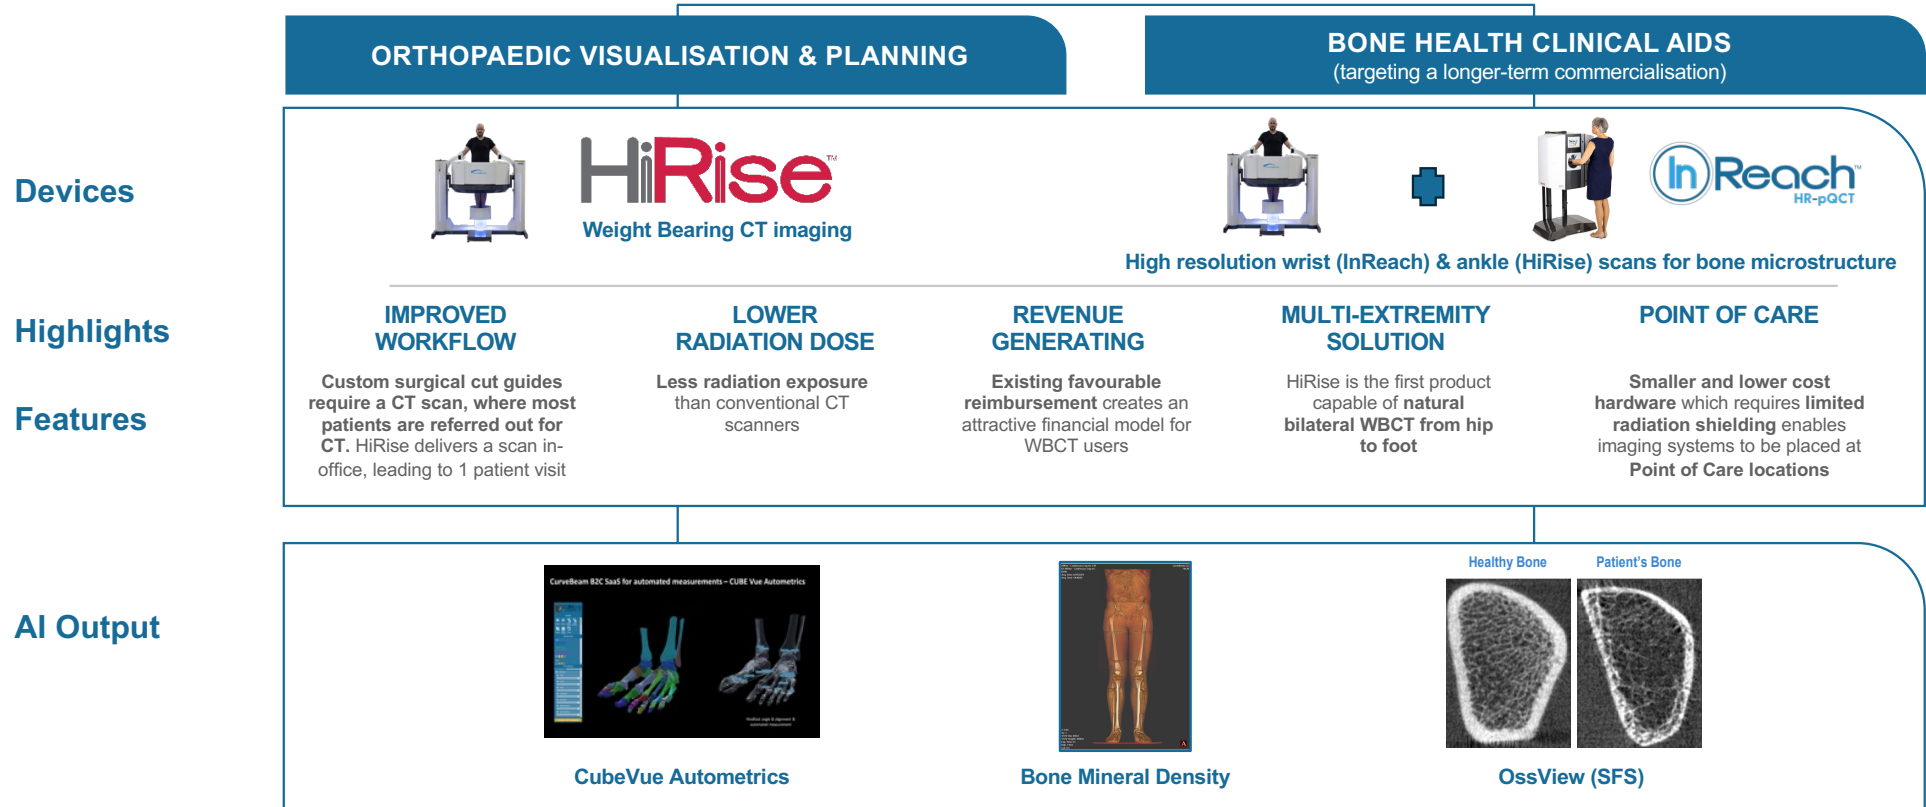 ORTHOPAEDIC VISUALISATION & PLANNING
BONE HEALTH CLINICAL AIDS
(targeting a longer-term commercialisation)
Devices
HiRise™
Weight Bearing CT imaging
InReach™
HR-pQCT
High resolution wrist (InReach) & ankle (HiRise) scans for bone microstructure
Highlights
IMPROVED
WORKFLOW
LOWER
RADIATION DOSE
REVENUE
GENERATING
MULTI-EXTREMITY
SOLUTION
POINT OF CARE
Features
Custom surgical cut guides
require a CT scan, where most
patients are referred out for
CT. HiRise delivers a scan in-
office, leading to 1 patient visit
Less radiation exposure
than conventional CT
scanners
Existing favourable
reimbursement creates an
attractive financial model for
WBCT users
HiRise is the first product
capable of natural
bilateral WBCT from hip
to foot
Smaller and lower cost
hardware which requires limited
radiation shielding enables
imaging systems to be placed at
Point of Care locations
AI Output
CurveBeam B2C SaaS for automated measurements – CUBE Vue Autometrics
Hindfoot angle & alignment &
automated measurement
CubeVue Autometrics
A
Bone Mineral Density
Healthy Bone
Patient's Bone
OssView (SFS)